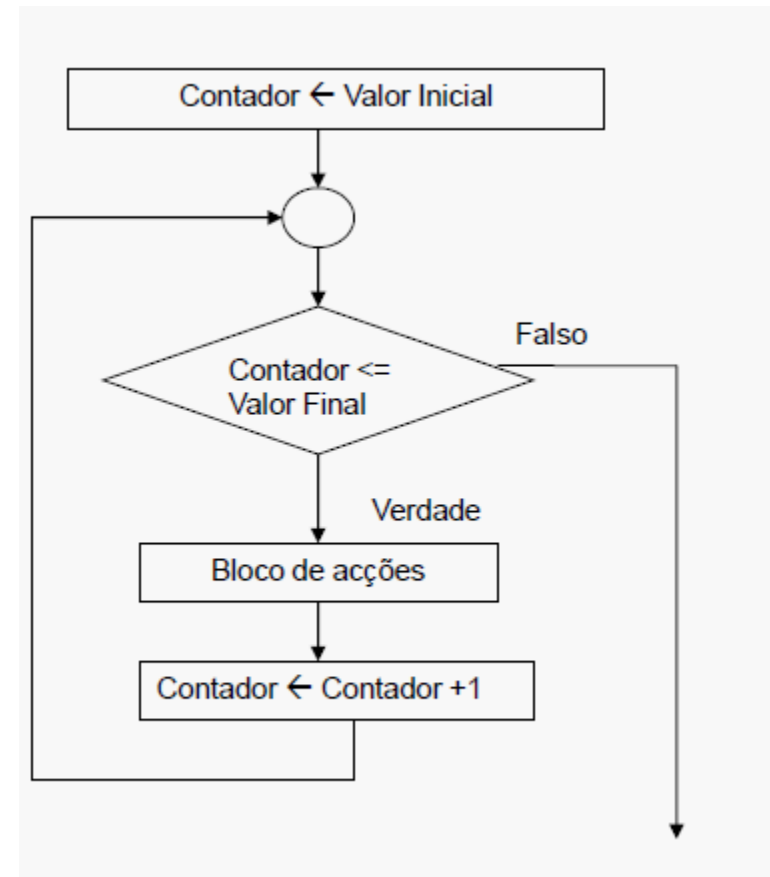 Contador ← Valor Inicial
Falso
Contador <=
Valor Final
Verdade
Bloco de acções
Contador ← Contador +1